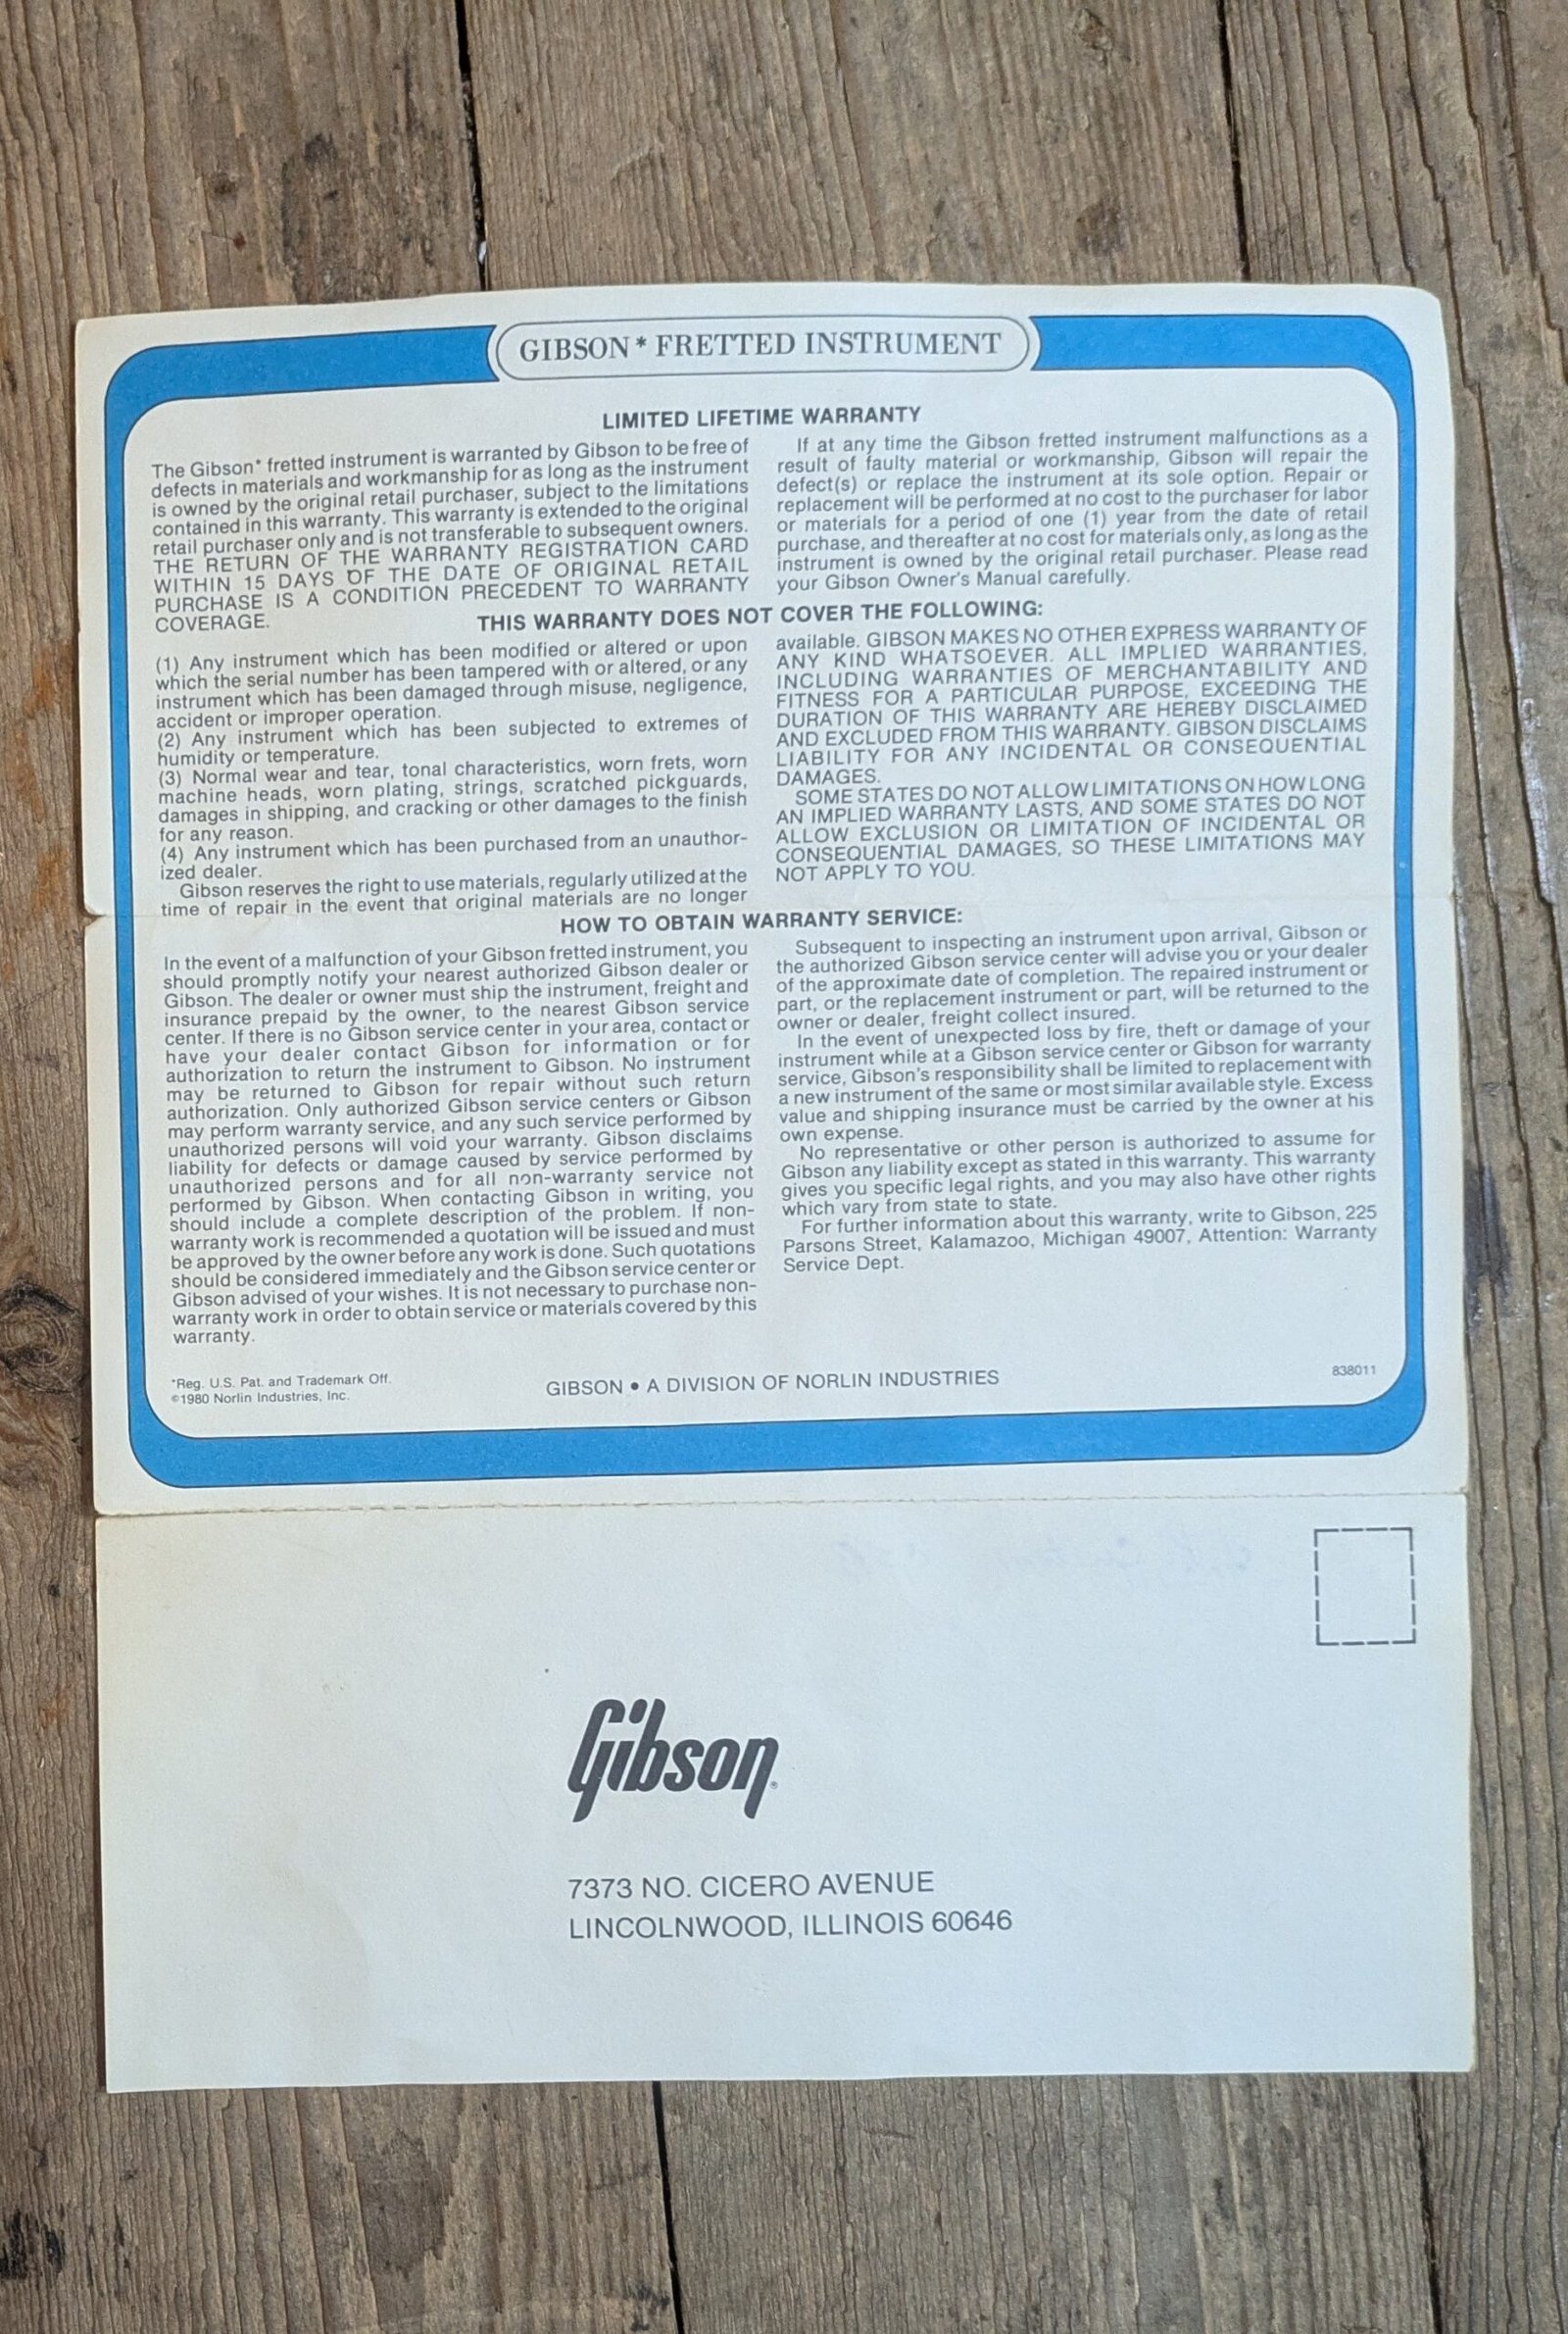 GIBSON* FRETTED INSTRUMENT
LIMITED LIFETIME WARRANTY
The Gibson* fretted instrument is warranted by Gibson to be free of
defects in materials and workmanship for as long as the instrument
is owned by the original retail purchaser, subject to the limitations
contained in this warranty. This warranty is extended to the original
retail purchaser only and is not transferable to subsequent owners.
THE RETURN OF THE WARRANTY REGISTRATION CARD
WITHIN 15 DAYS OF THE DATE OF ORIGINAL RETAIL
PURCHASE IS A CONDITION PRECEDENT TO WARRANTY
COVERAGE.
If at any time the Gibson fretted instrument malfunctions as a
result of faulty material or workmanship, Gibson will repair the
defect(s) or replace the instrument at its sole option. Repair or
replacement will be performed at no cost to the purchaser for labor
or materials for a period of one (1) year from the date of retail
purchase, and thereafter at no cost for materials only, as long as the
instrument is owned by the original retail purchaser. Please read
your Gibson Owner's Manual carefully.
THIS WARRANTY DOES NOT COVER THE FOLLOWING:
(1) Any instrument which has been modified or altered or upon
which the serial number has been tampered with or altered, or any
instrument which has been damaged through misuse, negligence,
accident or improper operation.
(2) Any instrument which has been subjected to extremes of
humidity or temperature.
(3) Normal wear and tear, tonal characteristics, worn frets, worn
machine heads, worn plating, strings, scratched pickguards,
damages in shipping, and cracking or other damages to the finish
for any reason.
(4) Any instrument which has been purchased from an unauthor-
ized dealer.
Gibson reserves the right to use materials, regularly utilized at the
time of repair in the event that original materials are no longer
available. GIBSON MAKES NO OTHER EXPRESS WARRANTY OF
ANY KIND WHATSOEVER. ALL IMPLIED WARRANTIES,
INCLUDING WARRANTIES OF MERCHANTABILITY AND
FITNESS FOR A PARTICULAR PURPOSE, EXCEEDING THE
DURATION OF THIS WARRANTY ARE HEREBY DISCLAIMED
AND EXCLUDED FROM THIS WARRANTY. GIBSON DISCLAIMS
LIABILITY FOR ANY INCIDENTAL OR CONSEQUENTIAL
DAMAGES.
SOME STATES DO NOT ALLOW LIMITATIONS ON HOW LONG
AN IMPLIED WARRANTY LASTS, AND SOME STATES DO NOT
ALLOW EXCLUSION OR LIMITATION OF INCIDENTAL OR
CONSEQUENTIAL DAMAGES, SO THESE LIMITATIONS MAY
NOT APPLY TO YOU.
HOW TO OBTAIN WARRANTY SERVICE:
In the event of a malfunction of your Gibson fretted instrument, you
should promptly notify your nearest authorized Gibson dealer or
Gibson. The dealer or owner must ship the instrument, freight and
insurance prepaid by the owner, to the nearest Gibson service
center. If there is no Gibson service center in your area, contact or
have your dealer contact Gibson for information or for
authorization to return the instrument to Gibson. No instrument
may be returned to Gibson for repair without such return
authorization. Only authorized Gibson service centers or Gibson
may perform warranty service, and any such service performed by
unauthorized persons will void your warranty. Gibson disclaims
liability for defects or damage caused by service performed by
unauthorized persons and for all non-warranty service not
performed by Gibson. When contacting Gibson in writing, you
should include a complete description of the problem. If non-
warranty work is recommended a quotation will be issued and must
be approved by the owner before any work is done. Such quotations
should be considered immediately and the Gibson service center or
Gibson advised of your wishes. It is not necessary to purchase non-
warranty work in order to obtain service or materials covered by this
warranty.
Subsequent to inspecting an instrument upon arrival, Gibson or
the authorized Gibson service center will advise you or your dealer
of the approximate date of completion. The repaired instrument or
part, or the replacement instrument or part, will be returned to the
owner or dealer, freight collect insured.
In the event of unexpected loss by fire, theft or damage of your
instrument while at a Gibson service center or Gibson for warranty
service, Gibson's responsibility shall be limited to replacement with
a new instrument of the same or most similar available style. Excess
value and shipping insurance must be carried by the owner at his
own expense.
No representative or other person is authorized to assume for
Gibson any liability except as stated in this warranty. This warranty
gives you specific legal rights, and you may also have other rights
which vary from state to state.
For further information about this warranty, write to Gibson, 225
Parsons Street, Kalamazoo, Michigan 49007, Attention: Warranty
Service Dept.
*Reg. U.S. Pat. and Trademark Off.
©1980 Norlin Industries, Inc.
GIBSON • A DIVISION OF NORLIN INDUSTRIES
838011
Gibson®
7373 NO. CICERO AVENUE
LINCOLNWOOD, ILLINOIS 60646